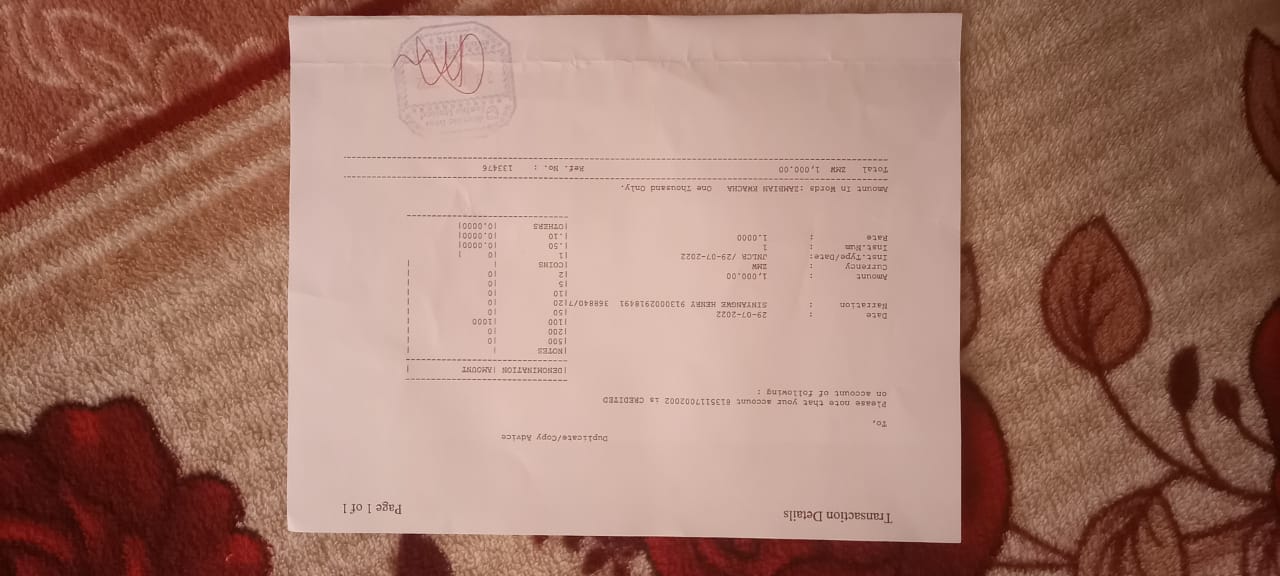 Transaction Details Page 1 of 1
Duplicate/Copy Advice
To,
Please note that your account 6135117002002 is CREDITED
on account of following :
|DENOMINATION |AMOUNT |
|NOTES | |
|500 |0 |
|200 |0 |
|100 |1000 |
Date : 29-07-2022 |50 |0 |
Narration : SINYANGWE HENRY 9130002918491 368840/7|20 |0 |
|10 |0 |
|5 |0 |
Amount : 1,000.00 |2 |0 |
Currency : ZMW |COINS | |
Inst.Type/Date: JNLCR /29-07-2022 |1 |0 |
Inst.Num : 1 |.50 |0.0000|
Rate : 1.0000 |.10 |0.0000|
|OTHERS |0.0000|
Amount In Words :ZAMBIAN KWACHA One Thousand Only.
Total ZMW 1,000.00 Ref. No. : 133476